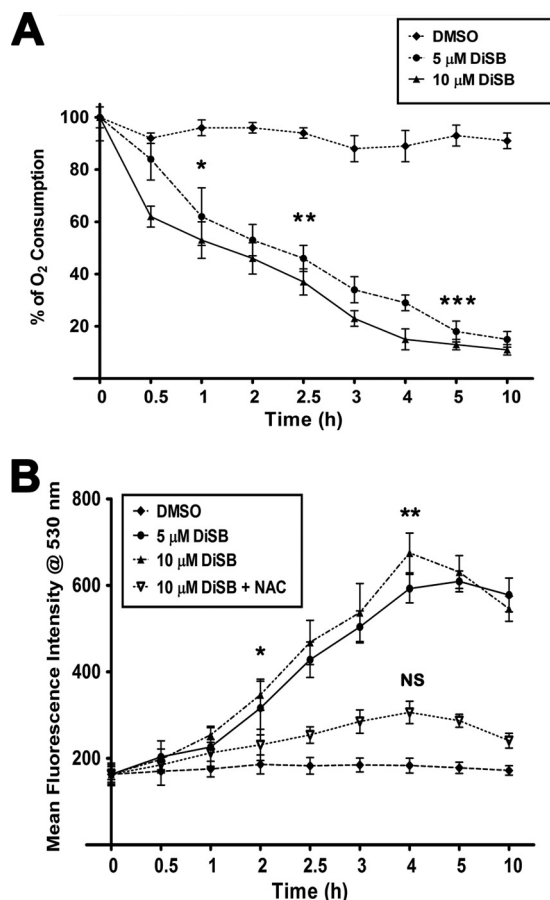 A
DMSO
5 μM DiSB
10 μM DiSB
% of O2 Consumption
100
80
60
40
20
*
**
***
0 0.5 1 2 2.5 3 4 5 10
Time (h)
B
DMSO
5 μM DiSB
10 μM DiSB
10 μM DiSB + NAC
Mean Fluorescence Intensity @ 530 nm
800
600
400
200
*
**
NS
0 0.5 1 2 2.5 3 4 5 10
Time (h)